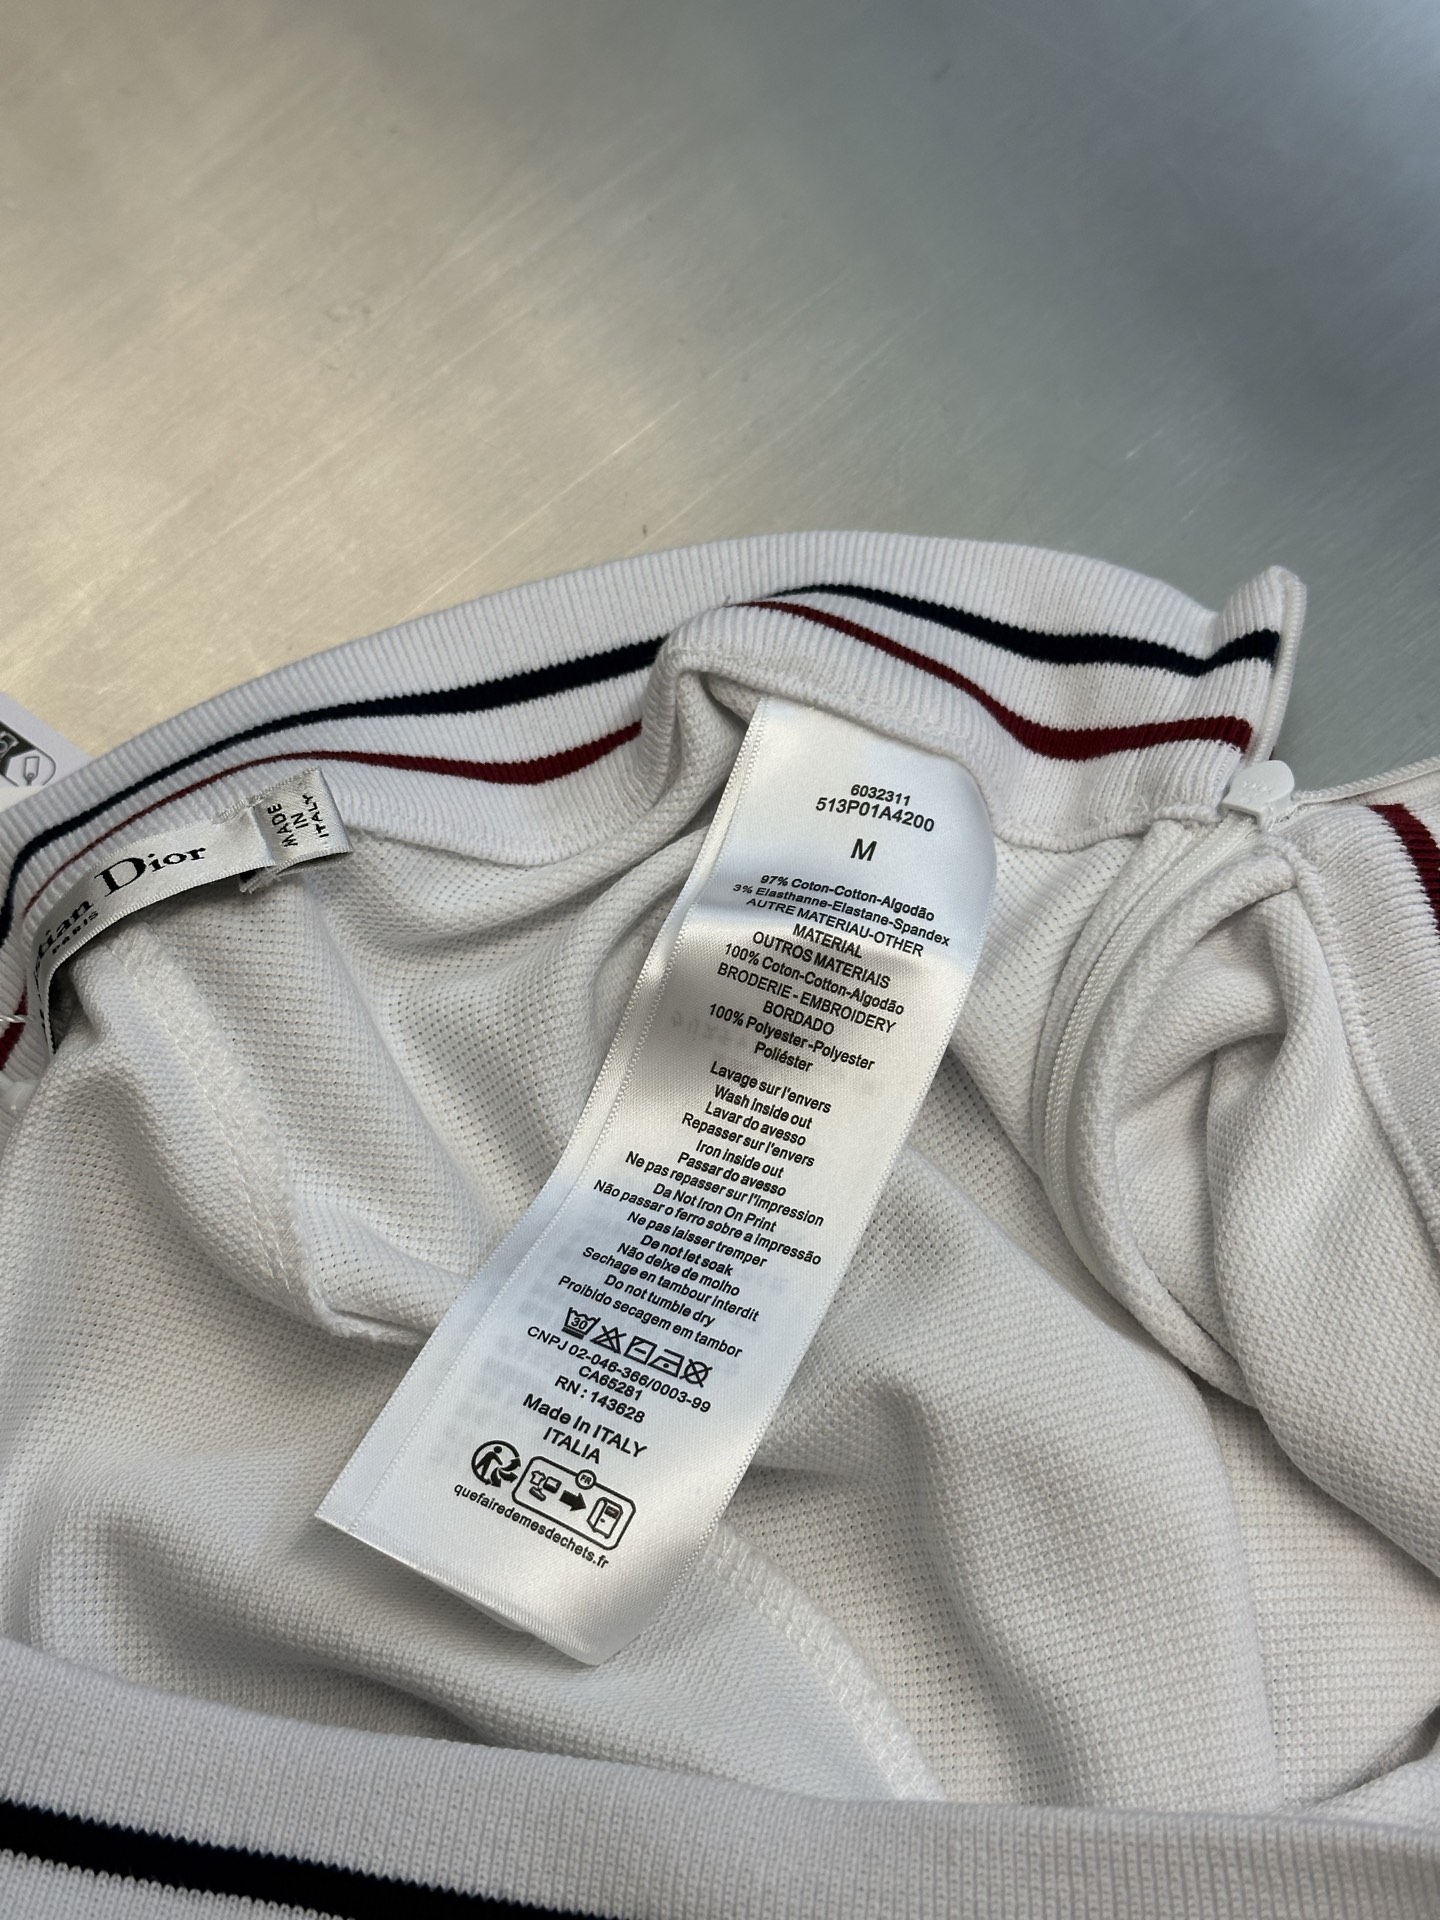 Dior
PARIS
MADE
IN
ITALY
6032311
513P01A4200
M
97% Coton-Cotton-Algodão
3% Elasthanne-Elastane-Spandex
AUTRE MATERIAU-OTHER
MATERIAL
OUTROS MATERIAIS
100% Coton-Cotton-Algodão
BRODERIE-EMBROIDERY
BORDADO
100% Polyester-Polyester
Poliéster
Lavage sur l'envers
Wash inside out
Lavar do avesso
Repasser sur l'envers
Iron inside out
Passar do avesso
Ne pas repasser sur l'impression
Da Not Iron On Print
Não passar o ferro sobre a impressão
Ne pas laisser tremper
De not let soak
Não deixe de molho
Sechage en tambour interdit
Do not tumble dry
Proibido secagem em tambor
30
CNPJ 02-046-366/0003-99
CA65281
RN : 143628
Made In ITALY
ITALIA
FR
quefairedemesdechets.fr